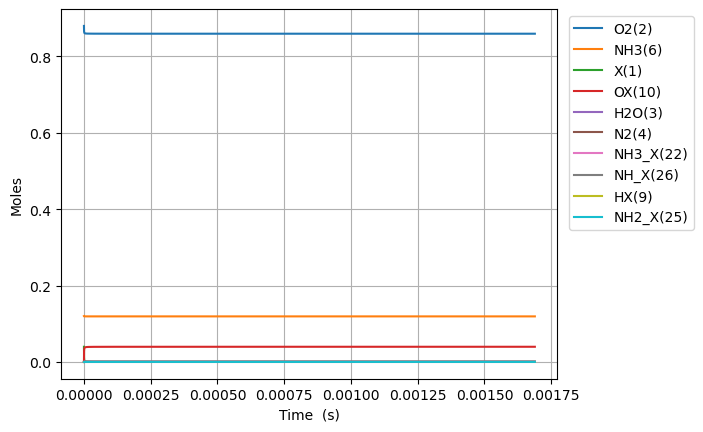 0.8
0.6
0.4
0.2
0.0
Moles
0.00000 0.00025 0.00050 0.00075 0.00100 0.00125 0.00150 0.00175
Time (s)
O2(2)
NH3(6)
X(1)
OX(10)
H2O(3)
N2(4)
NH3_X(22)
NH_X(26)
HX(9)
NH2_X(25)